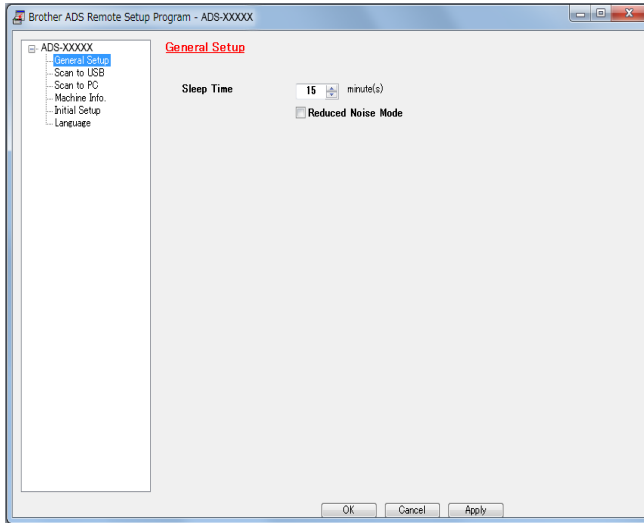 Brother ADS Remote Setup Program - ADS-XXXXX
ADS-XXXXX
General Setup
Scan to USB
Scan to PC
Machine Info.
Initial Setup
Language
General Setup
Sleep Time 15 minute(s)
Reduced Noise Mode
OK Cancel Apply